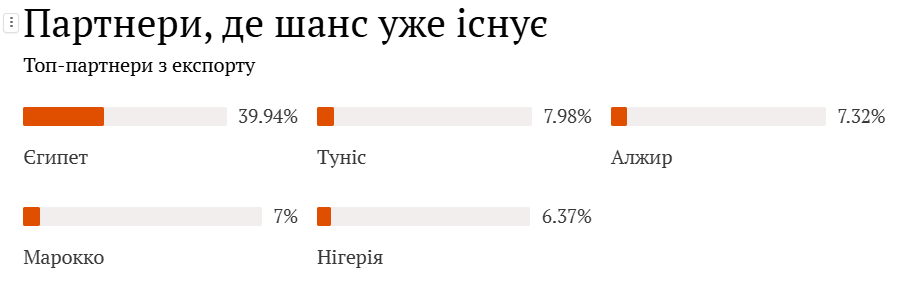 Партнери, де шанс уже існує
Топ-партнери з експорту
39.94% 7.98% 7.32%
Єгипет Туніс Алжир
7% 6.37%
Марокко Нігерія